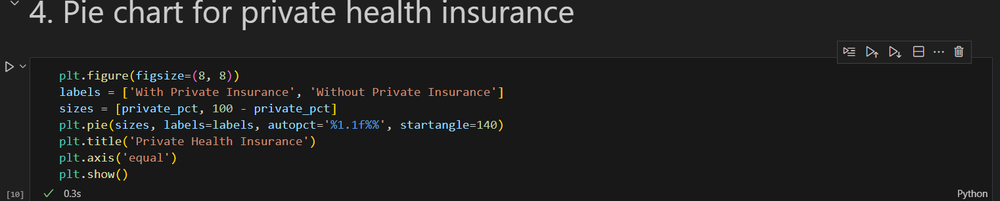 4. Pie chart for private health insurance
plt.figure(figsize=(8, 8))
labels = ['With Private Insurance', 'Without Private Insurance']
sizes = [private_pct, 100 - private_pct]
plt.pie(sizes, labels=labels, autopct='%1.1f%%', startangle=140)
plt.title('Private Health Insurance')
plt.axis('equal')
plt.show()
[10] 0.3s Python